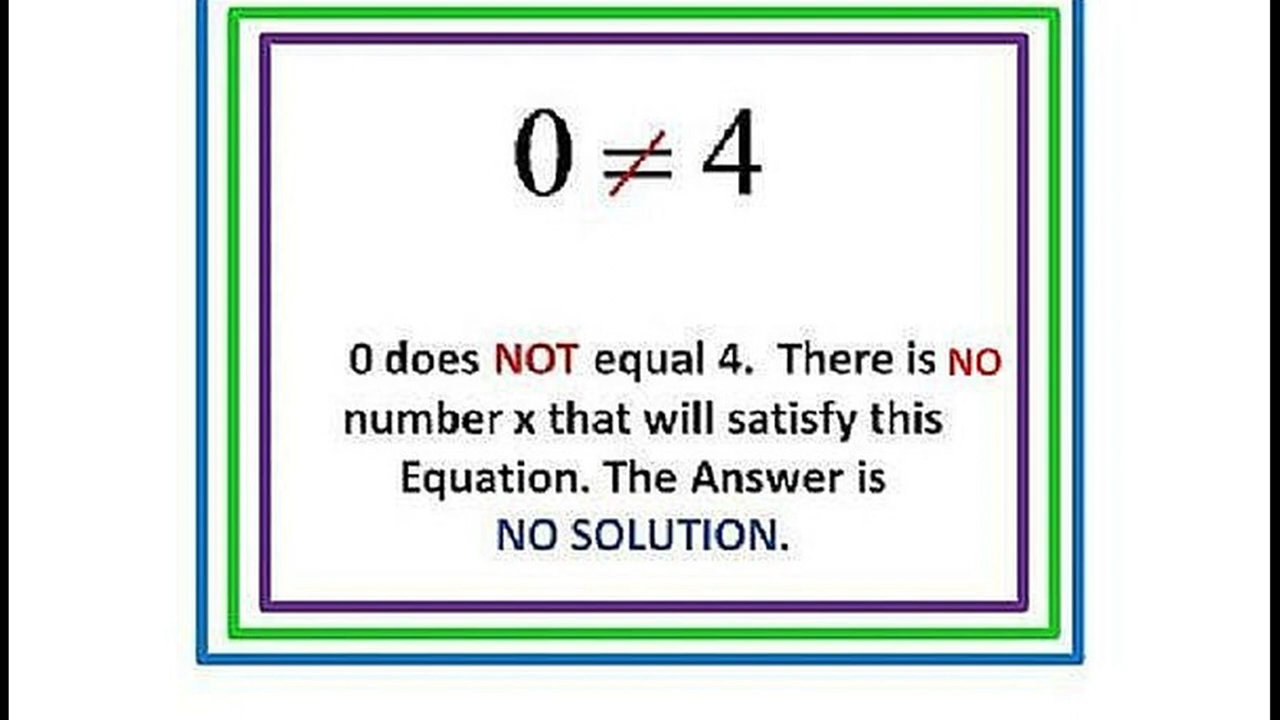 0 ≠ 4
0 does NOT equal 4. There is NO
number x that will satisfy this
Equation. The Answer is
NO SOLUTION.